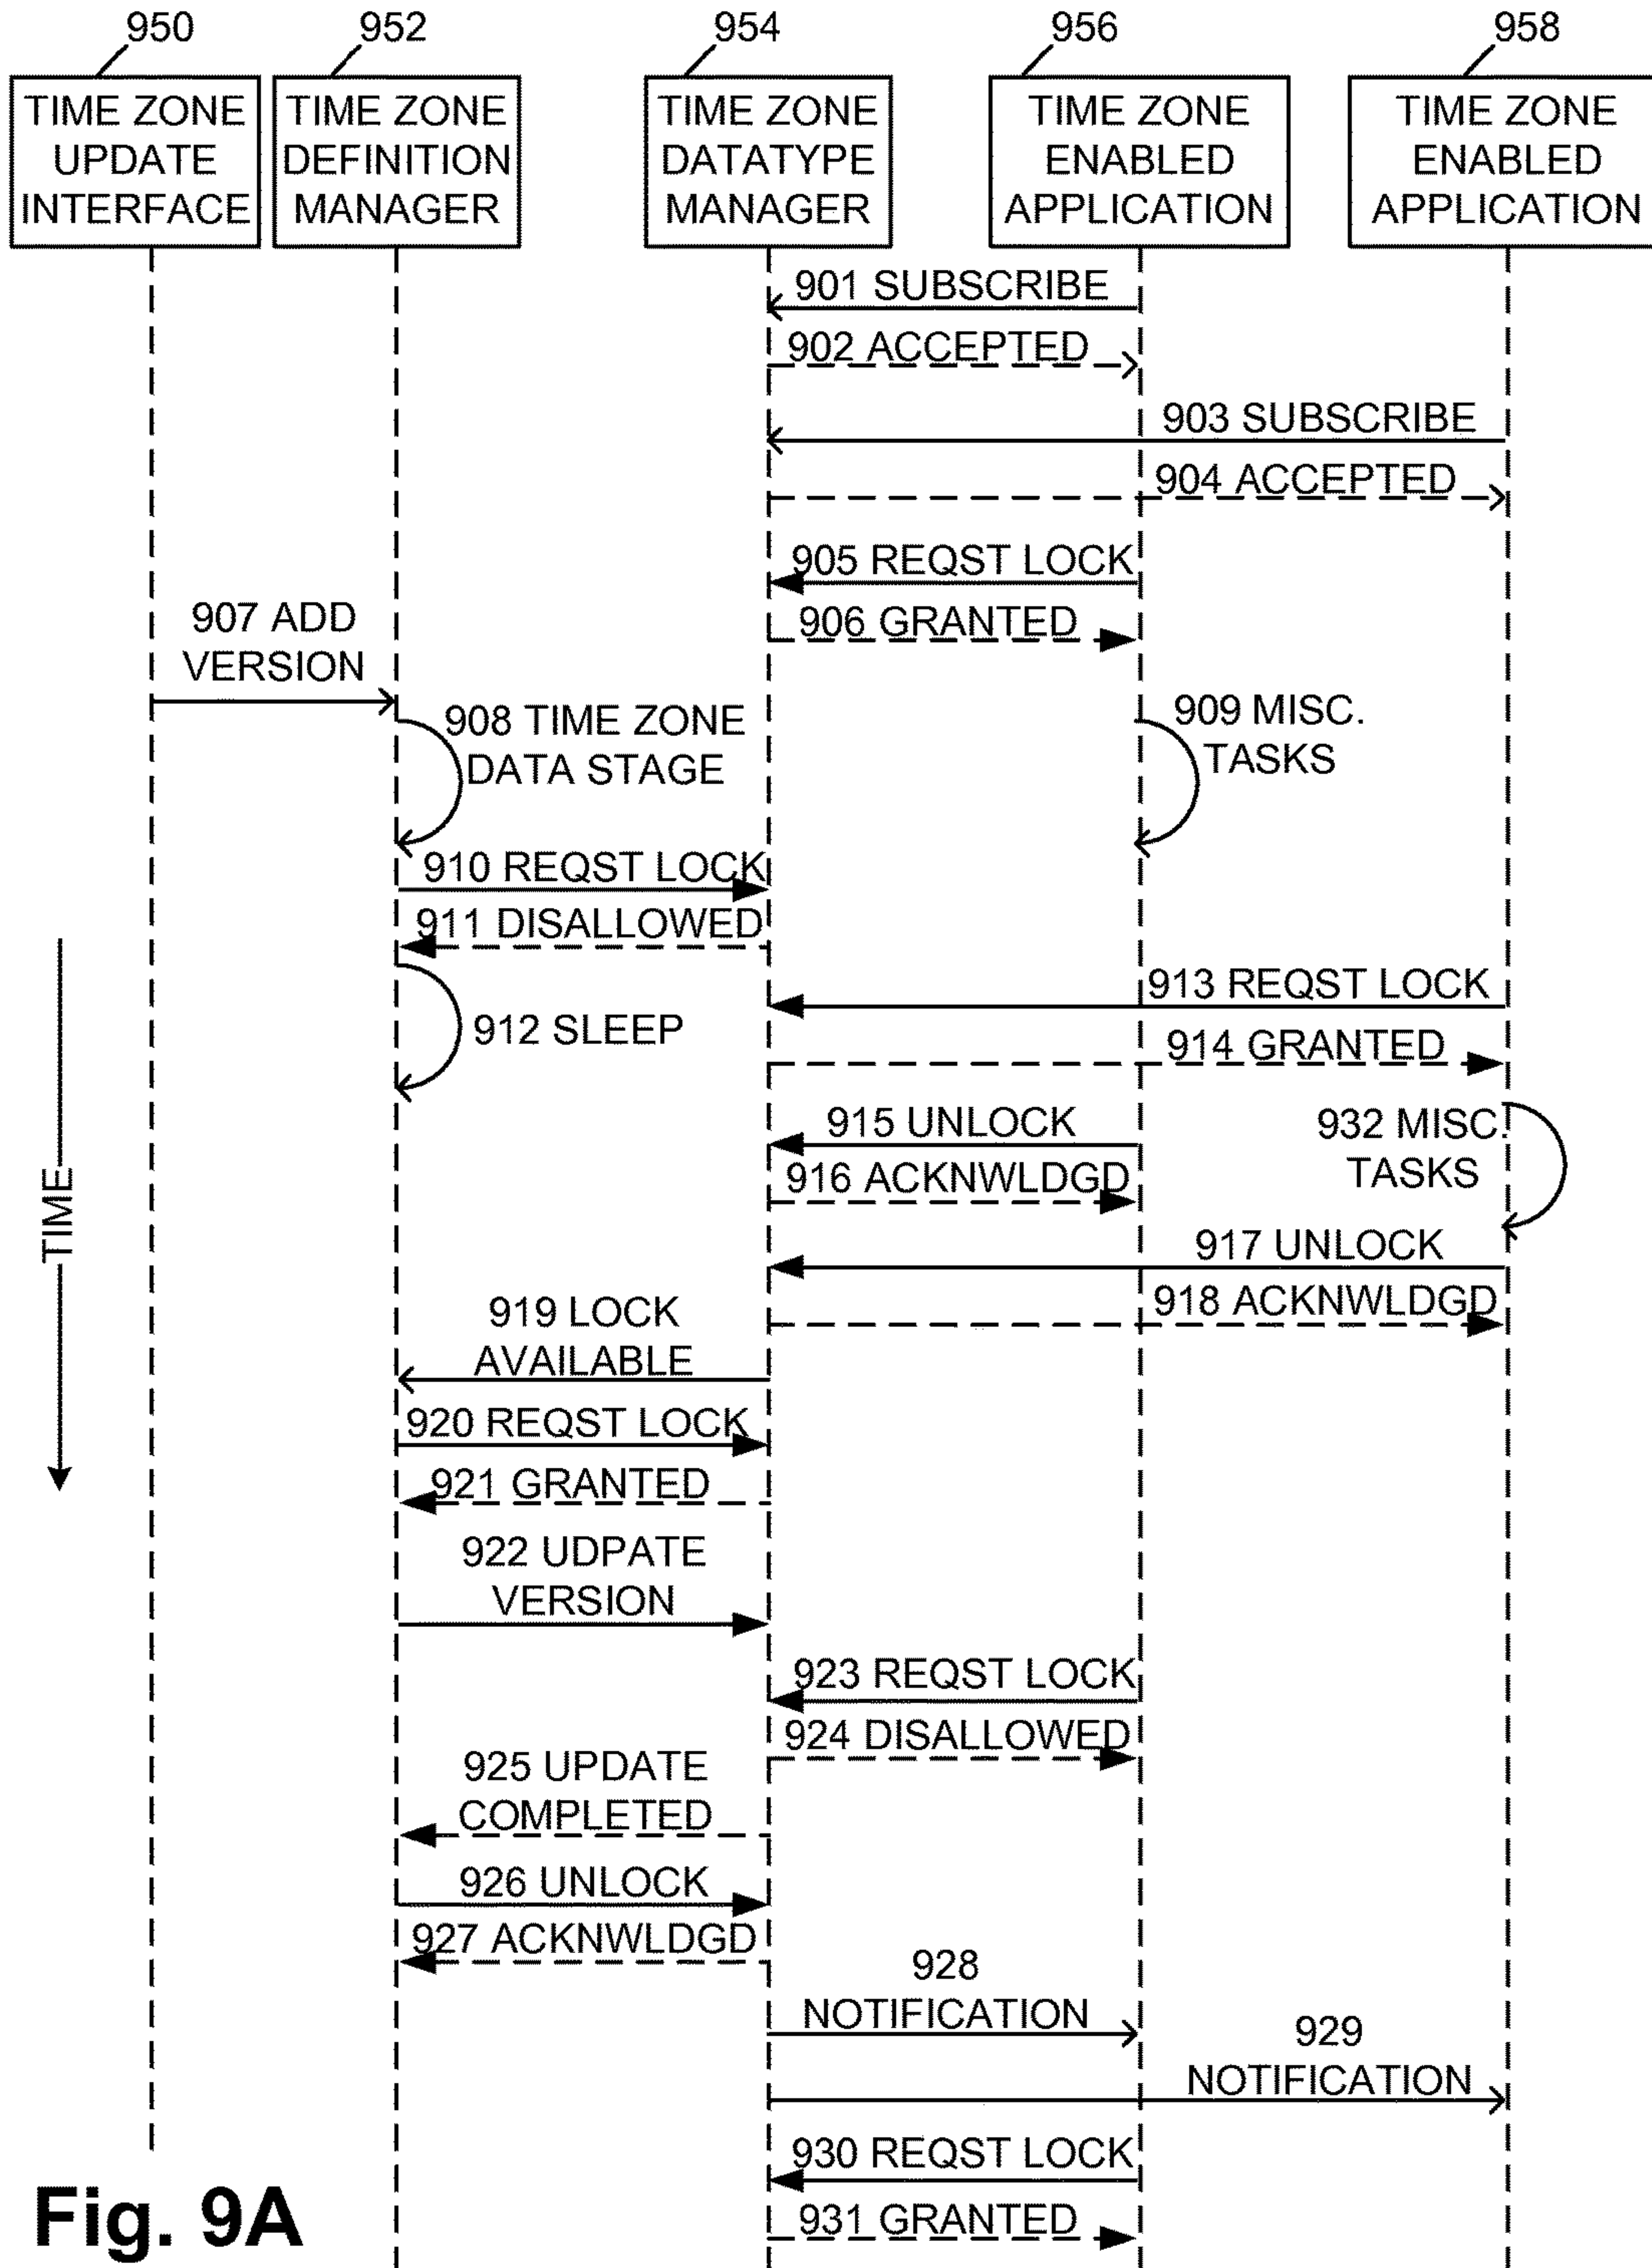 950
952
954
956
958
TIME ZONE
UPDATE
INTERFACE
TIME ZONE
DEFINITION
MANAGER
TIME ZONE
DATATYPE
MANAGER
TIME ZONE
ENABLED
APPLICATION
TIME ZONE
ENABLED
APPLICATION
901 SUBSCRIBE
902 ACCEPTED
903 SUBSCRIBE
904 ACCEPTED
905 REQST LOCK
906 GRANTED
907 ADD
VERSION
908 TIME ZONE
DATA STAGE
909 MISC.
TASKS
910 REQST LOCK
911 DISALLOWED
912 SLEEP
913 REQST LOCK
914 GRANTED
915 UNLOCK
916 ACKNWLDGD
932 MISC.
TASKS
TIME
917 UNLOCK
918 ACKNWLDGD
919 LOCK
AVAILABLE
920 REQST LOCK
921 GRANTED
922 UDPATE
VERSION
923 REQST LOCK
924 DISALLOWED
925 UPDATE
COMPLETED
926 UNLOCK
927 ACKNWLDGD
928
NOTIFICATION
929
NOTIFICATION
930 REQST LOCK
931 GRANTED
Fig. 9A